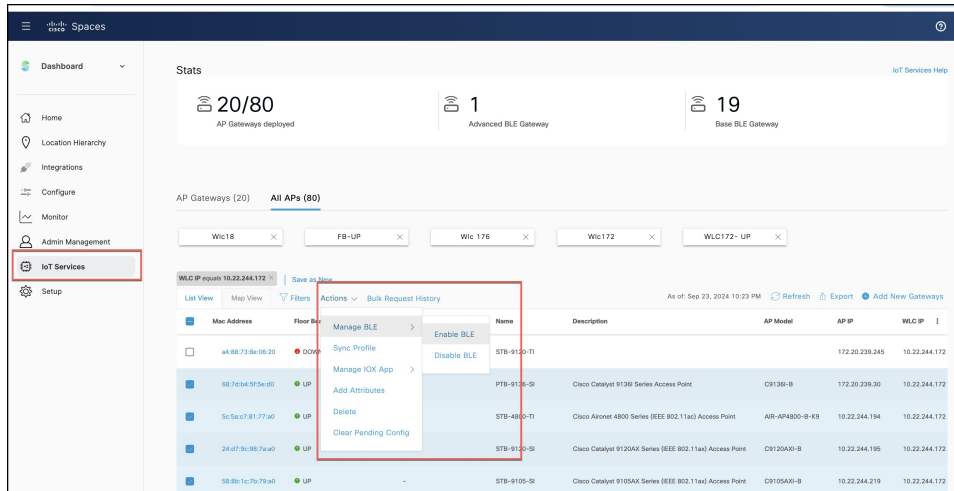 CISCO Spaces
Dashboard
Home
Location Hierarchy
Integrations
Configure
Monitor
Admin Management
IoT Services
Setup
Stats
IoT Services Help
20/80
AP Gateways deployed
1
Advanced BLE Gateway
19
Base BLE Gateway
AP Gateways (20) All APs (80)
Wlc18 FB-UP Wlc 176 Wlc172 WLC172- UP
WLC IP equals 10.22.244.172 Save as New
List View Map View Filters Actions Bulk Request History As of: Sep 23, 2024 10:23 PM Refresh Export Add New Gateways
Mac Address Floor Name Description AP Model AP IP WLC IP
a4:88:73:8e:06:20 STB-9120-TI 172.20.239.245 10.22.244.172
68:7d:b4:5f:5e:d0 UP PTB-9136-SI Cisco Catalyst 9136I Series Access Point C9136I-B 172.20.239.30 10.22.244.172
5c:5a:c7:81:77:a0 UP STB-4800-TI Cisco Aironet 4800 Series (IEEE 802.11ac) Access Point AIR-AP4800-B-K9 10.22.244.194 10.22.244.172
24:d7:9c:98:7a:a0 UP STB-9120-SI Cisco Catalyst 9120AX Series (IEEE 802.11ax) Access Point C9120AXI-B 10.22.244.195 10.22.244.172
58:8b:1c:7b:79:a0 UP - STB-9105-SI Cisco Catalyst 9105AX Series (IEEE 802.11ax) Access Point C9105AXI-B 10.22.244.219 10.22.244.172
Manage BLE
Sync Profile
Manage IOX App
Add Attributes
Delete
Clear Pending Config
Enable BLE
Disable BLE